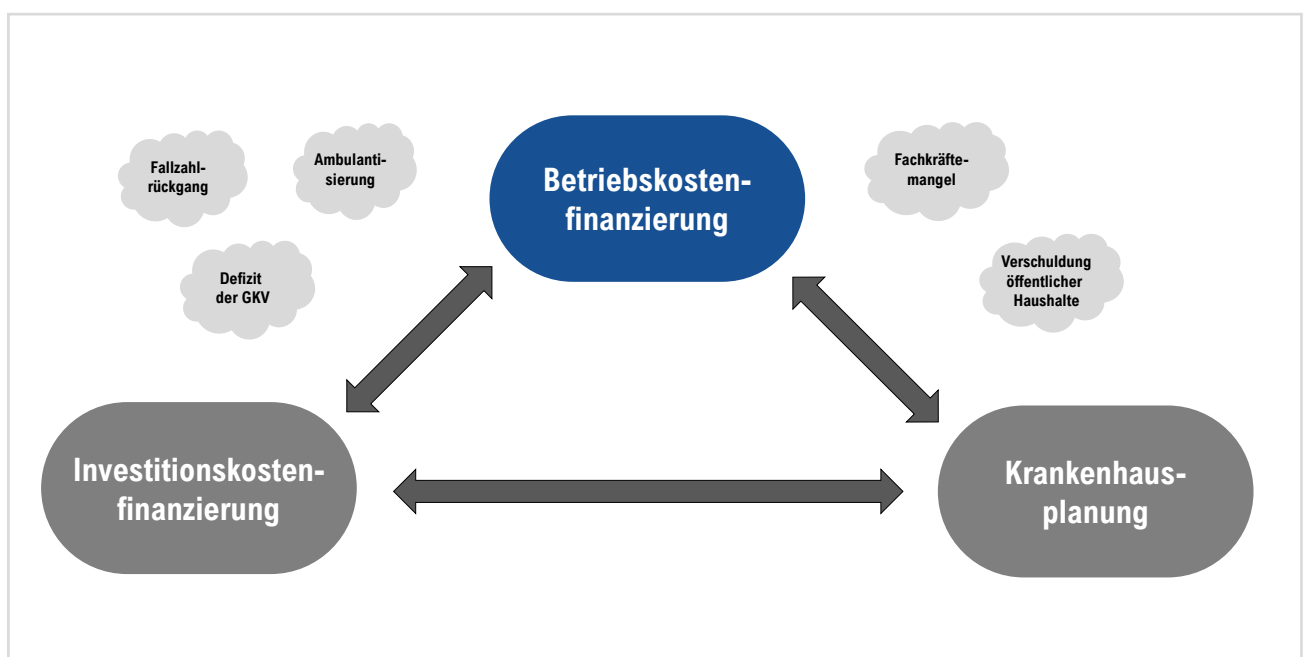 Fallzahl-
rückgang
Ambulanti-
sierung
Betriebskosten-
finanzierung
Fachkräfte-
mangel
Defizit
der GKV
Verschuldung
öffentlicher
Haushalte
Investitionskosten-
finanzierung
Krankenhaus-
planung